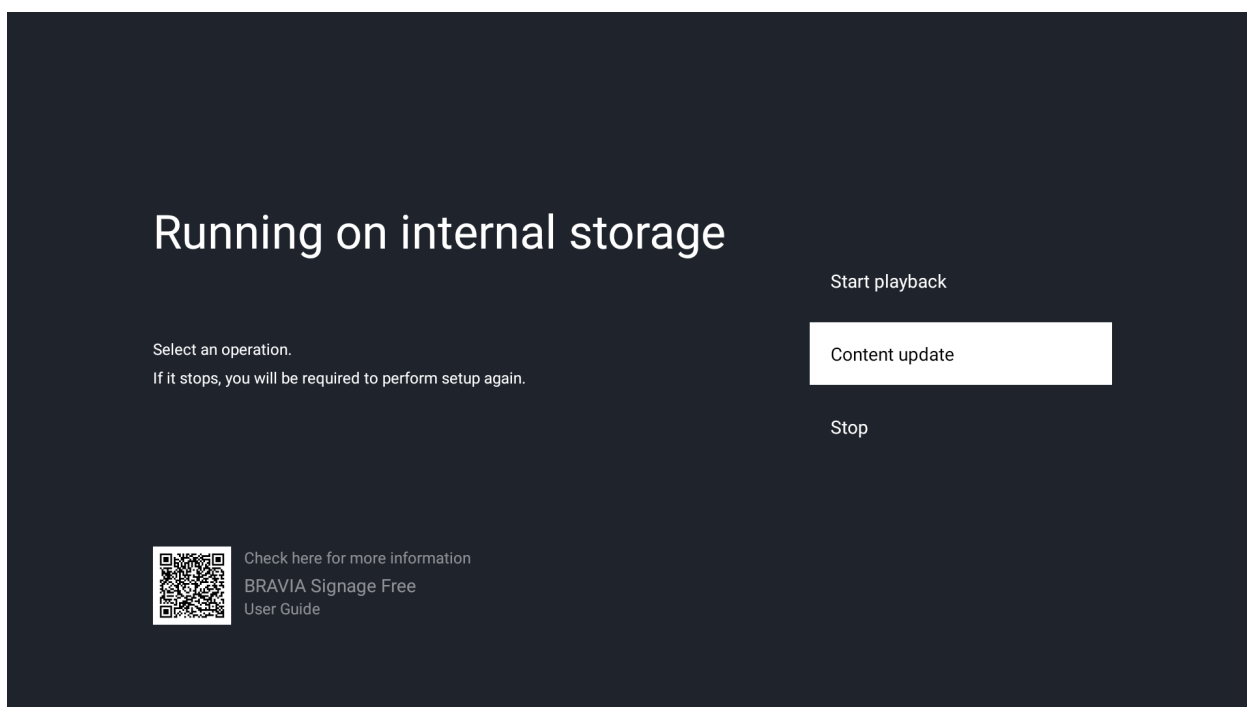 Running on internal storage
Select an operation.
If it stops, you will be required to perform setup again.
Start playback
Content update
Stop
Check here for more information
BRAVIA Signage Free
User Guide